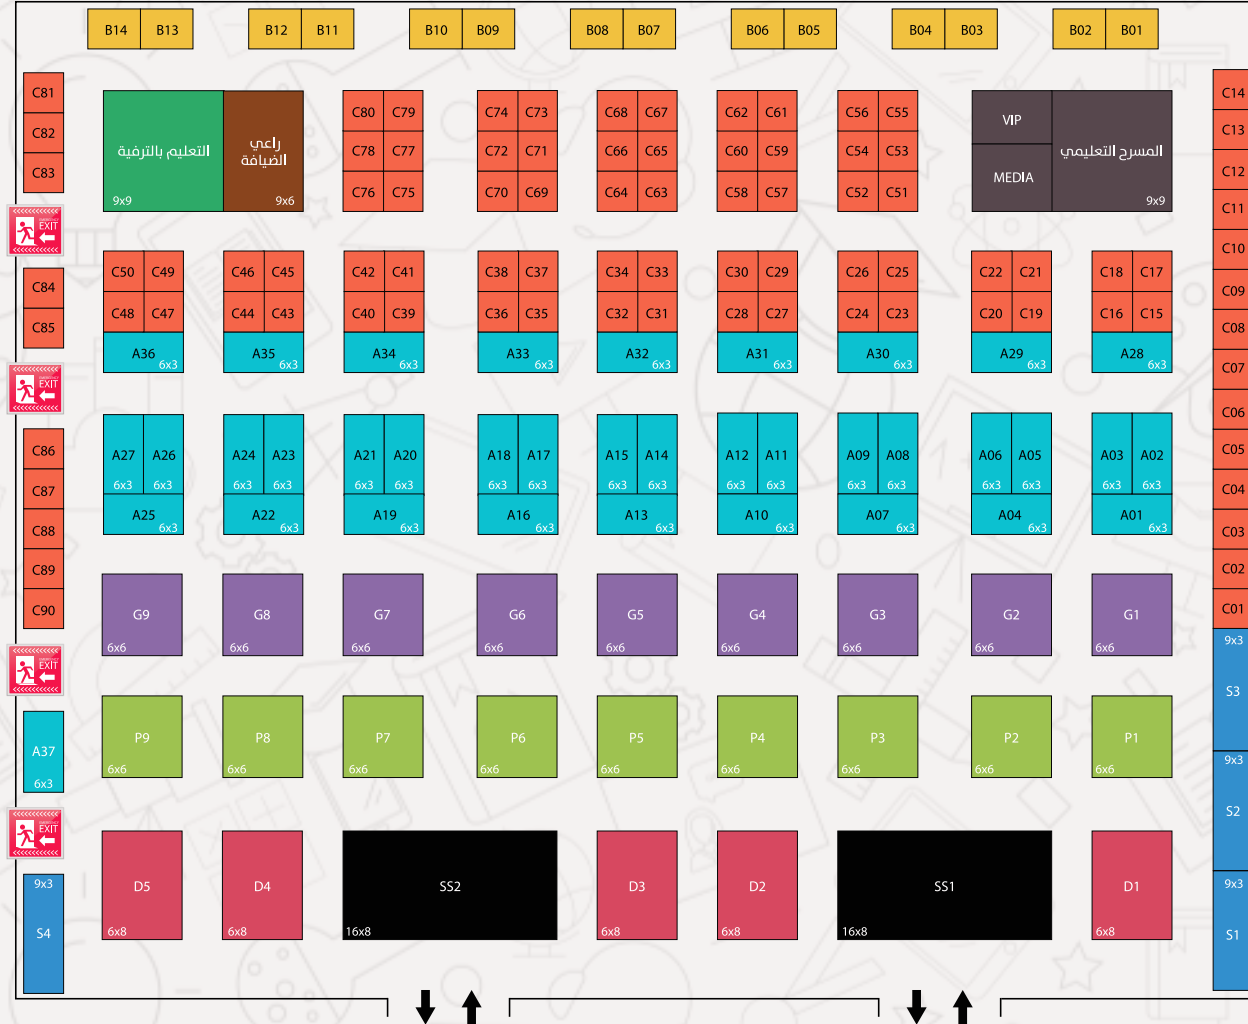 B14 B13 B12 B11 B10 B09 B08 B07 B06 B05 B04 B03 B02 B01
C81
C82
C83
EXIT
C84
C85
EXIT
C86
C87
C88
C89
C90
EXIT
A37
6x3
EXIT
9x3
S4
التعليم بالترفية
9x9
راعي
الضيافة
9x6
C80 C79 C74 C73 C68 C67 C62 C61 C56 C55
C78 C77 C72 C71 C66 C65 C60 C59 C54 C53
C76 C75 C70 C69 C64 C63 C58 C57 C52 C51
VIP
MEDIA
المسرح التعليمي
9x9
C50 C49 C46 C45 C42 C41 C38 C37 C34 C33 C30 C29 C26 C25 C22 C21 C18 C17
C48 C47 C44 C43 C40 C39 C36 C35 C32 C31 C28 C27 C24 C23 C20 C19 C16 C15
A36 A35 A34 A33 A32 A31 A30 A29 A28
6x3 6x3 6x3 6x3 6x3 6x3 6x3 6x3 6x3
A27 A26 A24 A23 A21 A20 A18 A17 A15 A14 A12 A11 A09 A08 A06 A05 A03 A02
6x3 6x3 6x3 6x3 6x3 6x3 6x3 6x3 6x3 6x3 6x3 6x3 6x3 6x3 6x3 6x3 6x3 6x3
A25 A22 A19 A16 A13 A10 A07 A04 A01
6x3 6x3 6x3 6x3 6x3 6x3 6x3 6x3 6x3
G9 G8 G7 G6 G5 G4 G3 G2 G1
6x6 6x6 6x6 6x6 6x6 6x6 6x6 6x6 6x6
P9 P8 P7 P6 P5 P4 P3 P2 P1
6x6 6x6 6x6 6x6 6x6 6x6 6x6 6x6 6x6
D5 D4 SS2 D3 D2 SS1 D1
6x8 6x8 16x8 6x8 6x8 16x8 6x8
C14
C13
C12
C11
C10
C09
C08
C07
C06
C05
C04
C03
C02
C01
9x3
S3
9x3
S2
9x3
S1